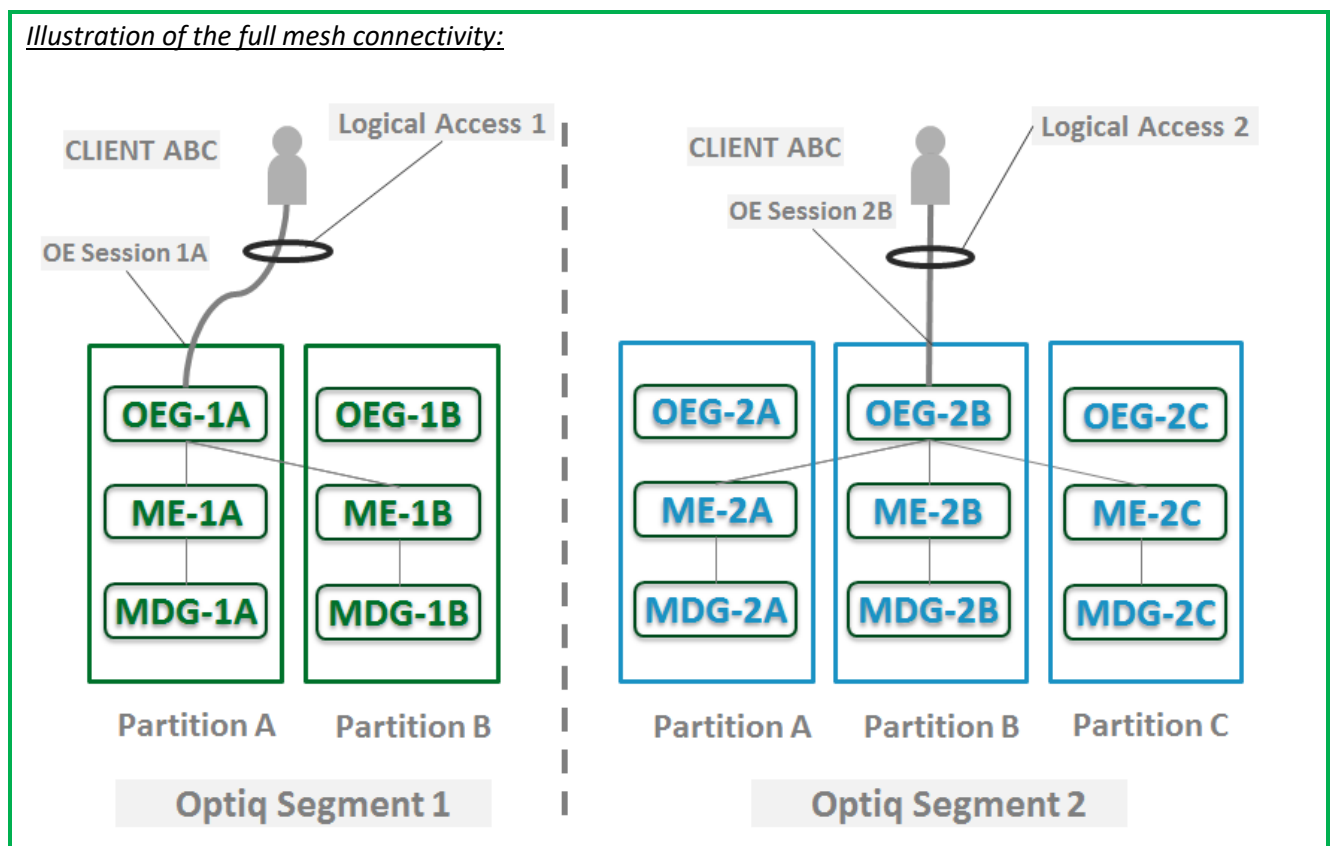 Illustration of the full mesh connectivity:
Logical Access 1
CLIENT ABC
OE Session 1A
OEG-1A
OEG-1B
ME-1A
ME-1B
MDG-1A
MDG-1B
Partition A
Partition B
Optiq Segment 1
Logical Access 2
CLIENT ABC
OE Session 2B
OEG-2A
OEG-2B
OEG-2C
ME-2A
ME-2B
ME-2C
MDG-2A
MDG-2B
MDG-2C
Partition A
Partition B
Partition C
Optiq Segment 2